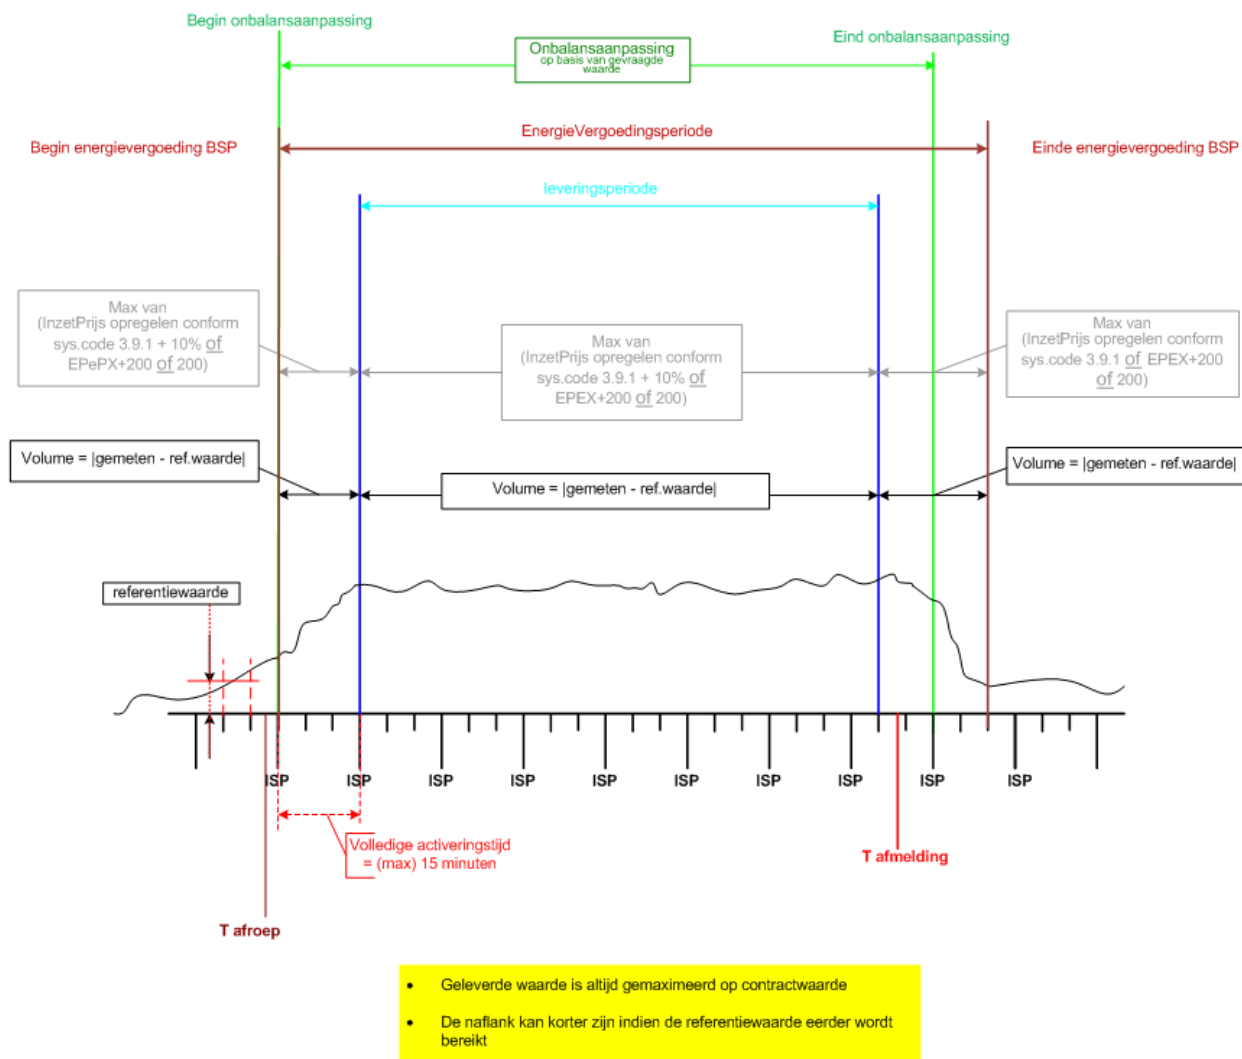 Begin onbalansaanpassing
Eind onbalansaanpassing
Onbalansaanpassing
op basis van gevraagde
waarde
Begin energievergoeding BSP
EnergieVergoedingsperiode
Einde energievergoeding BSP
leveringsperiode
Max van
(InzetPrijs opregelen conform
sys.code 3.9.1 + 10% of
EPePX+200 of 200)
Max van
(InzetPrijs opregelen conform
sys.code 3.9.1 + 10% of
EPEX+200 of 200)
Max van
(InzetPrijs opregelen conform
sys.code 3.9.1 of EPEX+200
of 200)
Volume = |gemeten - ref.waarde|
Volume = |gemeten - ref.waarde|
Volume = |gemeten - ref.waarde|
referentiewaarde
ISP
ISP
ISP
ISP
ISP
ISP
ISP
ISP
ISP
ISP
Volledige activeringstijd
= (max) 15 minuten
T afmelding
T afroep
• Geleverde waarde is altijd gemaximeerd op contractwaarde
• De naflank kan korter zijn indien de referentiewaarde eerder wordt
bereikt